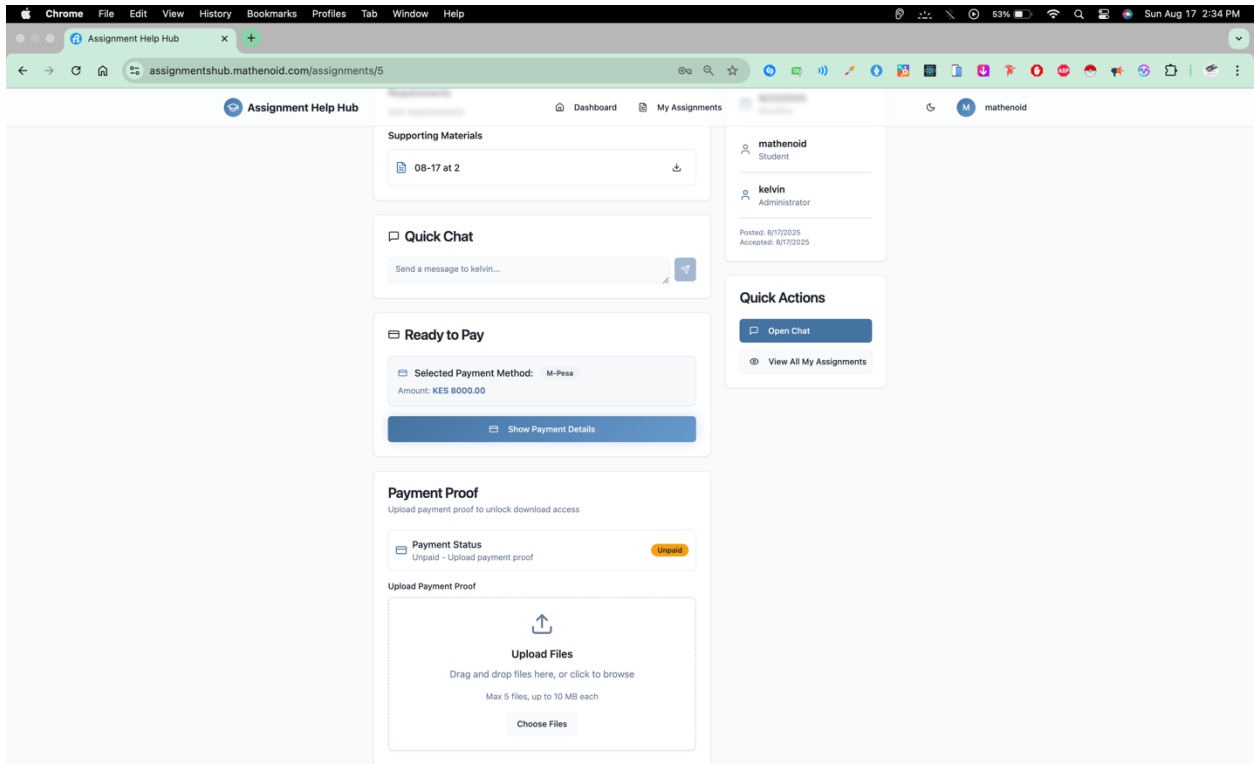 Chrome File Edit View History Bookmarks Profiles Tab Window Help 53% Sun Aug 17 2:34 PM
Assignment Help Hub
assignmentshub.mathenoid.com/assignments/5
Assignment Help Hub Dashboard My Assignments M mathenoid
Requirements
Deadline
Supporting Materials
08-17 at 2
mathenoid
Student
kelvin
Administrator
Posted: 8/17/2025
Accepted: 8/17/2025
Quick Chat
Send a message to kelvin...
Quick Actions
Open Chat
View All My Assignments
Ready to Pay
Selected Payment Method: M-Pesa
Amount: KES 8000.00
Show Payment Details
Payment Proof
Upload payment proof to unlock download access
Payment Status
Unpaid - Upload payment proof
Unpaid
Upload Payment Proof
Upload Files
Drag and drop files here, or click to browse
Max 5 files, up to 10 MB each
Choose Files